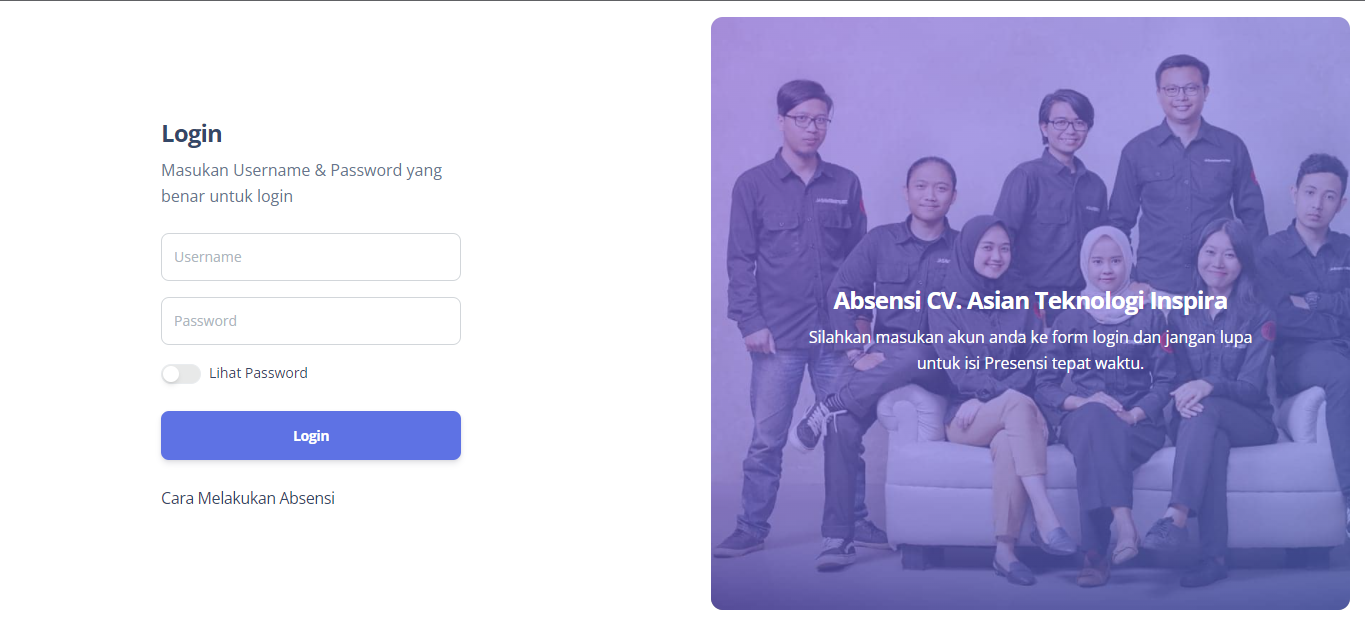 Login
Masukan Username & Password yang
benar untuk login
Username
Password
Lihat Password
Login
Cara Melakukan Absensi
Absensi CV. Asian Teknologi Inspira
Silahkan masukan akun anda ke form login dan jangan lupa
untuk isi Presensi tepat waktu.